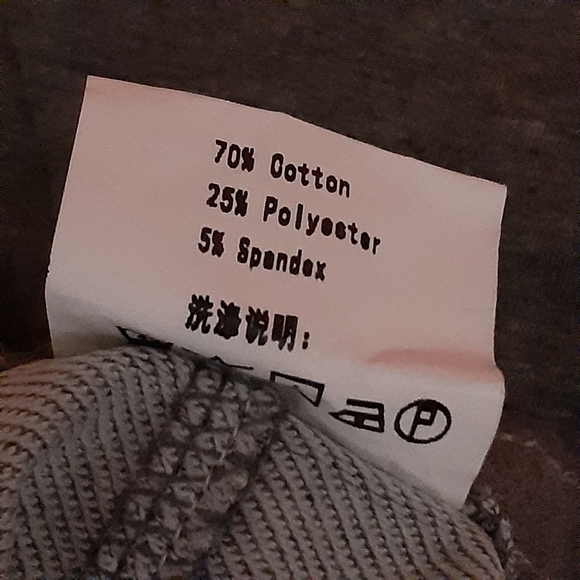 70% Cotton
25% Polyester
5% Spandex
洗涤说明:
P